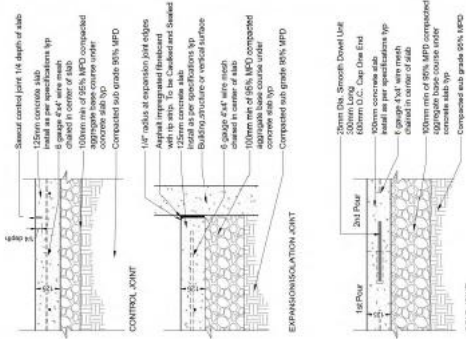 Sawcut control joint, 1/4 depth of slab
125mm concrete slab
install as per specifications typ
6 gauge 4"x4" wire mesh
chaired in center of slab
100mm min of 95% MPD compacted
aggregate base course under
concrete slab typ
Compacted sub grade 95% MPD
1/4 depth
125
CONTROL JOINT
1/4" radius at expansion joint edges
Asphalt impregnated fibreboard
with rip strip. To be Caulked and Sealed
125mm concrete slab
install as per specifications typ
Building, structure or vertical surface
6 gauge 4"x4" wire mesh
chaired in center of slab
100mm min of 95% MPD compacted
aggregate base course under
concrete slab typ
Compacted sub grade 95% MPD
125
EXPANSION/ISOLATION JOINT
25mm Dia. Smooth Dowel Unit
300mm Long
600mm O.C. Cap One End
100mm concrete slab
install as per specifications typ
6 gauge 4"x4" wire mesh
chaired in center of slab
100mm min of 95% MPD compacted
aggregate base course under
concrete slab typ
Compacted sub grade 95% MPD
1st Pour
2nd Pour